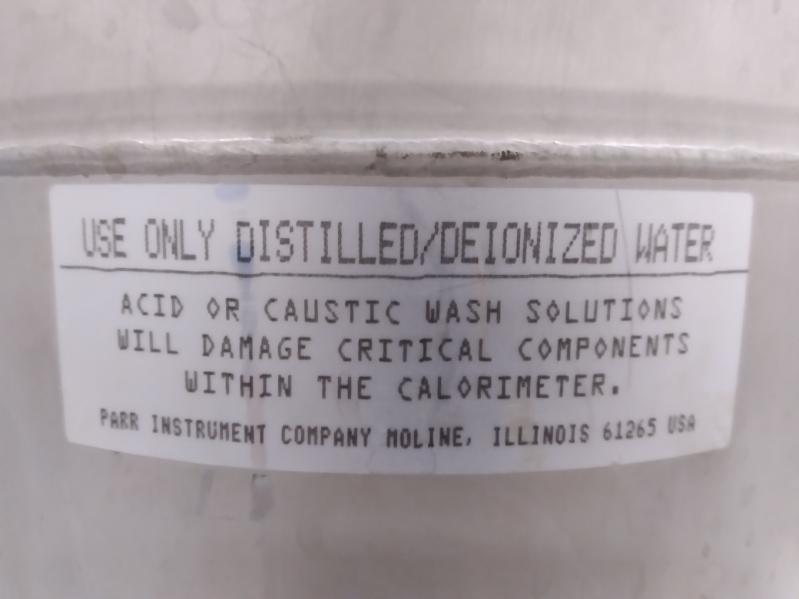 USE ONLY DISTILLED/DEIONIZED WATER
ACID OR CAUSTIC WASH SOLUTIONS
WILL DAMAGE CRITICAL COMPONENTS
WITHIN THE CALORIMETER.
PARR INSTRUMENT COMPANY MOLINE, ILLINOIS 61265 USA